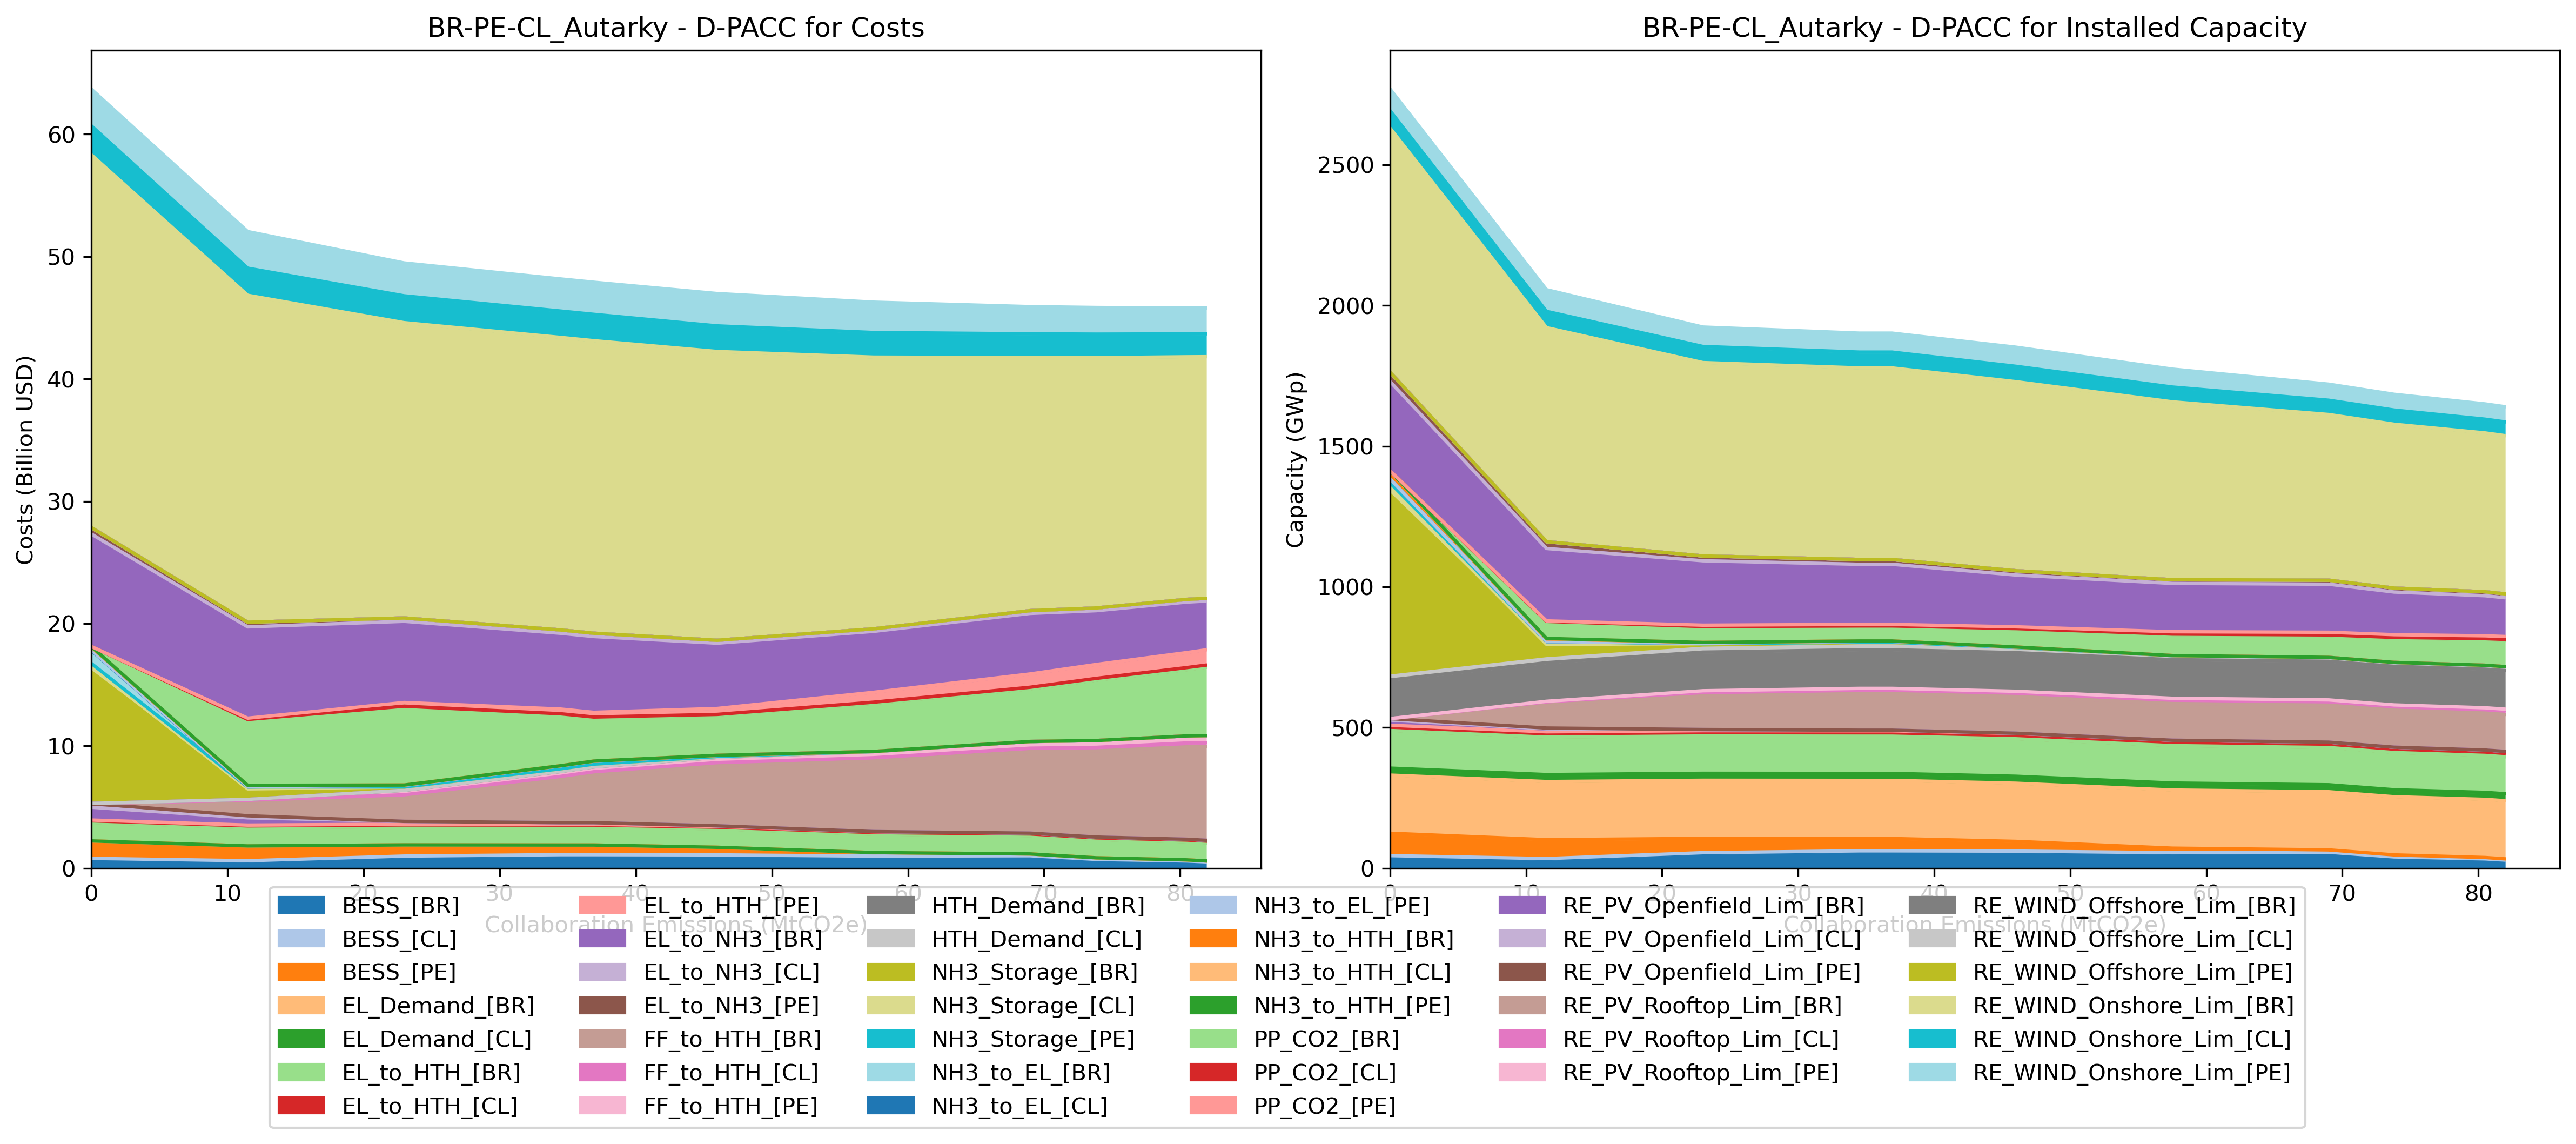 BR-PE-CL_Autarky - D-PACC for Costs
Costs (Billion USD)
60
50
40
30
20
10
0
0 10 20 30 40 50 60 70 80
Collaboration Emissions (MtCO2e)
BR-PE-CL_Autarky - D-PACC for Installed Capacity
Capacity (GWp)
2500
2000
1500
1000
500
0
0 10 20 30 40 50 60 70 80
Collaboration Emissions (MtCO2e)
BESS_[BR]
BESS_[CL]
BESS_[PE]
EL_Demand_[BR]
EL_Demand_[CL]
EL_to_HTH_[BR]
EL_to_HTH_[CL]
EL_to_HTH_[PE]
EL_to_NH3_[BR]
EL_to_NH3_[CL]
EL_to_NH3_[PE]
FF_to_HTH_[BR]
FF_to_HTH_[CL]
FF_to_HTH_[PE]
HTH_Demand_[BR]
HTH_Demand_[CL]
NH3_Storage_[BR]
NH3_Storage_[CL]
NH3_Storage_[PE]
NH3_to_EL_[BR]
NH3_to_EL_[CL]
NH3_to_EL_[PE]
NH3_to_HTH_[BR]
NH3_to_HTH_[CL]
NH3_to_HTH_[PE]
PP_CO2_[BR]
PP_CO2_[CL]
PP_CO2_[PE]
RE_PV_Openfield_Lim_[BR]
RE_PV_Openfield_Lim_[CL]
RE_PV_Openfield_Lim_[PE]
RE_PV_Rooftop_Lim_[BR]
RE_PV_Rooftop_Lim_[CL]
RE_PV_Rooftop_Lim_[PE]
RE_WIND_Offshore_Lim_[BR]
RE_WIND_Offshore_Lim_[CL]
RE_WIND_Offshore_Lim_[PE]
RE_WIND_Onshore_Lim_[BR]
RE_WIND_Onshore_Lim_[CL]
RE_WIND_Onshore_Lim_[PE]